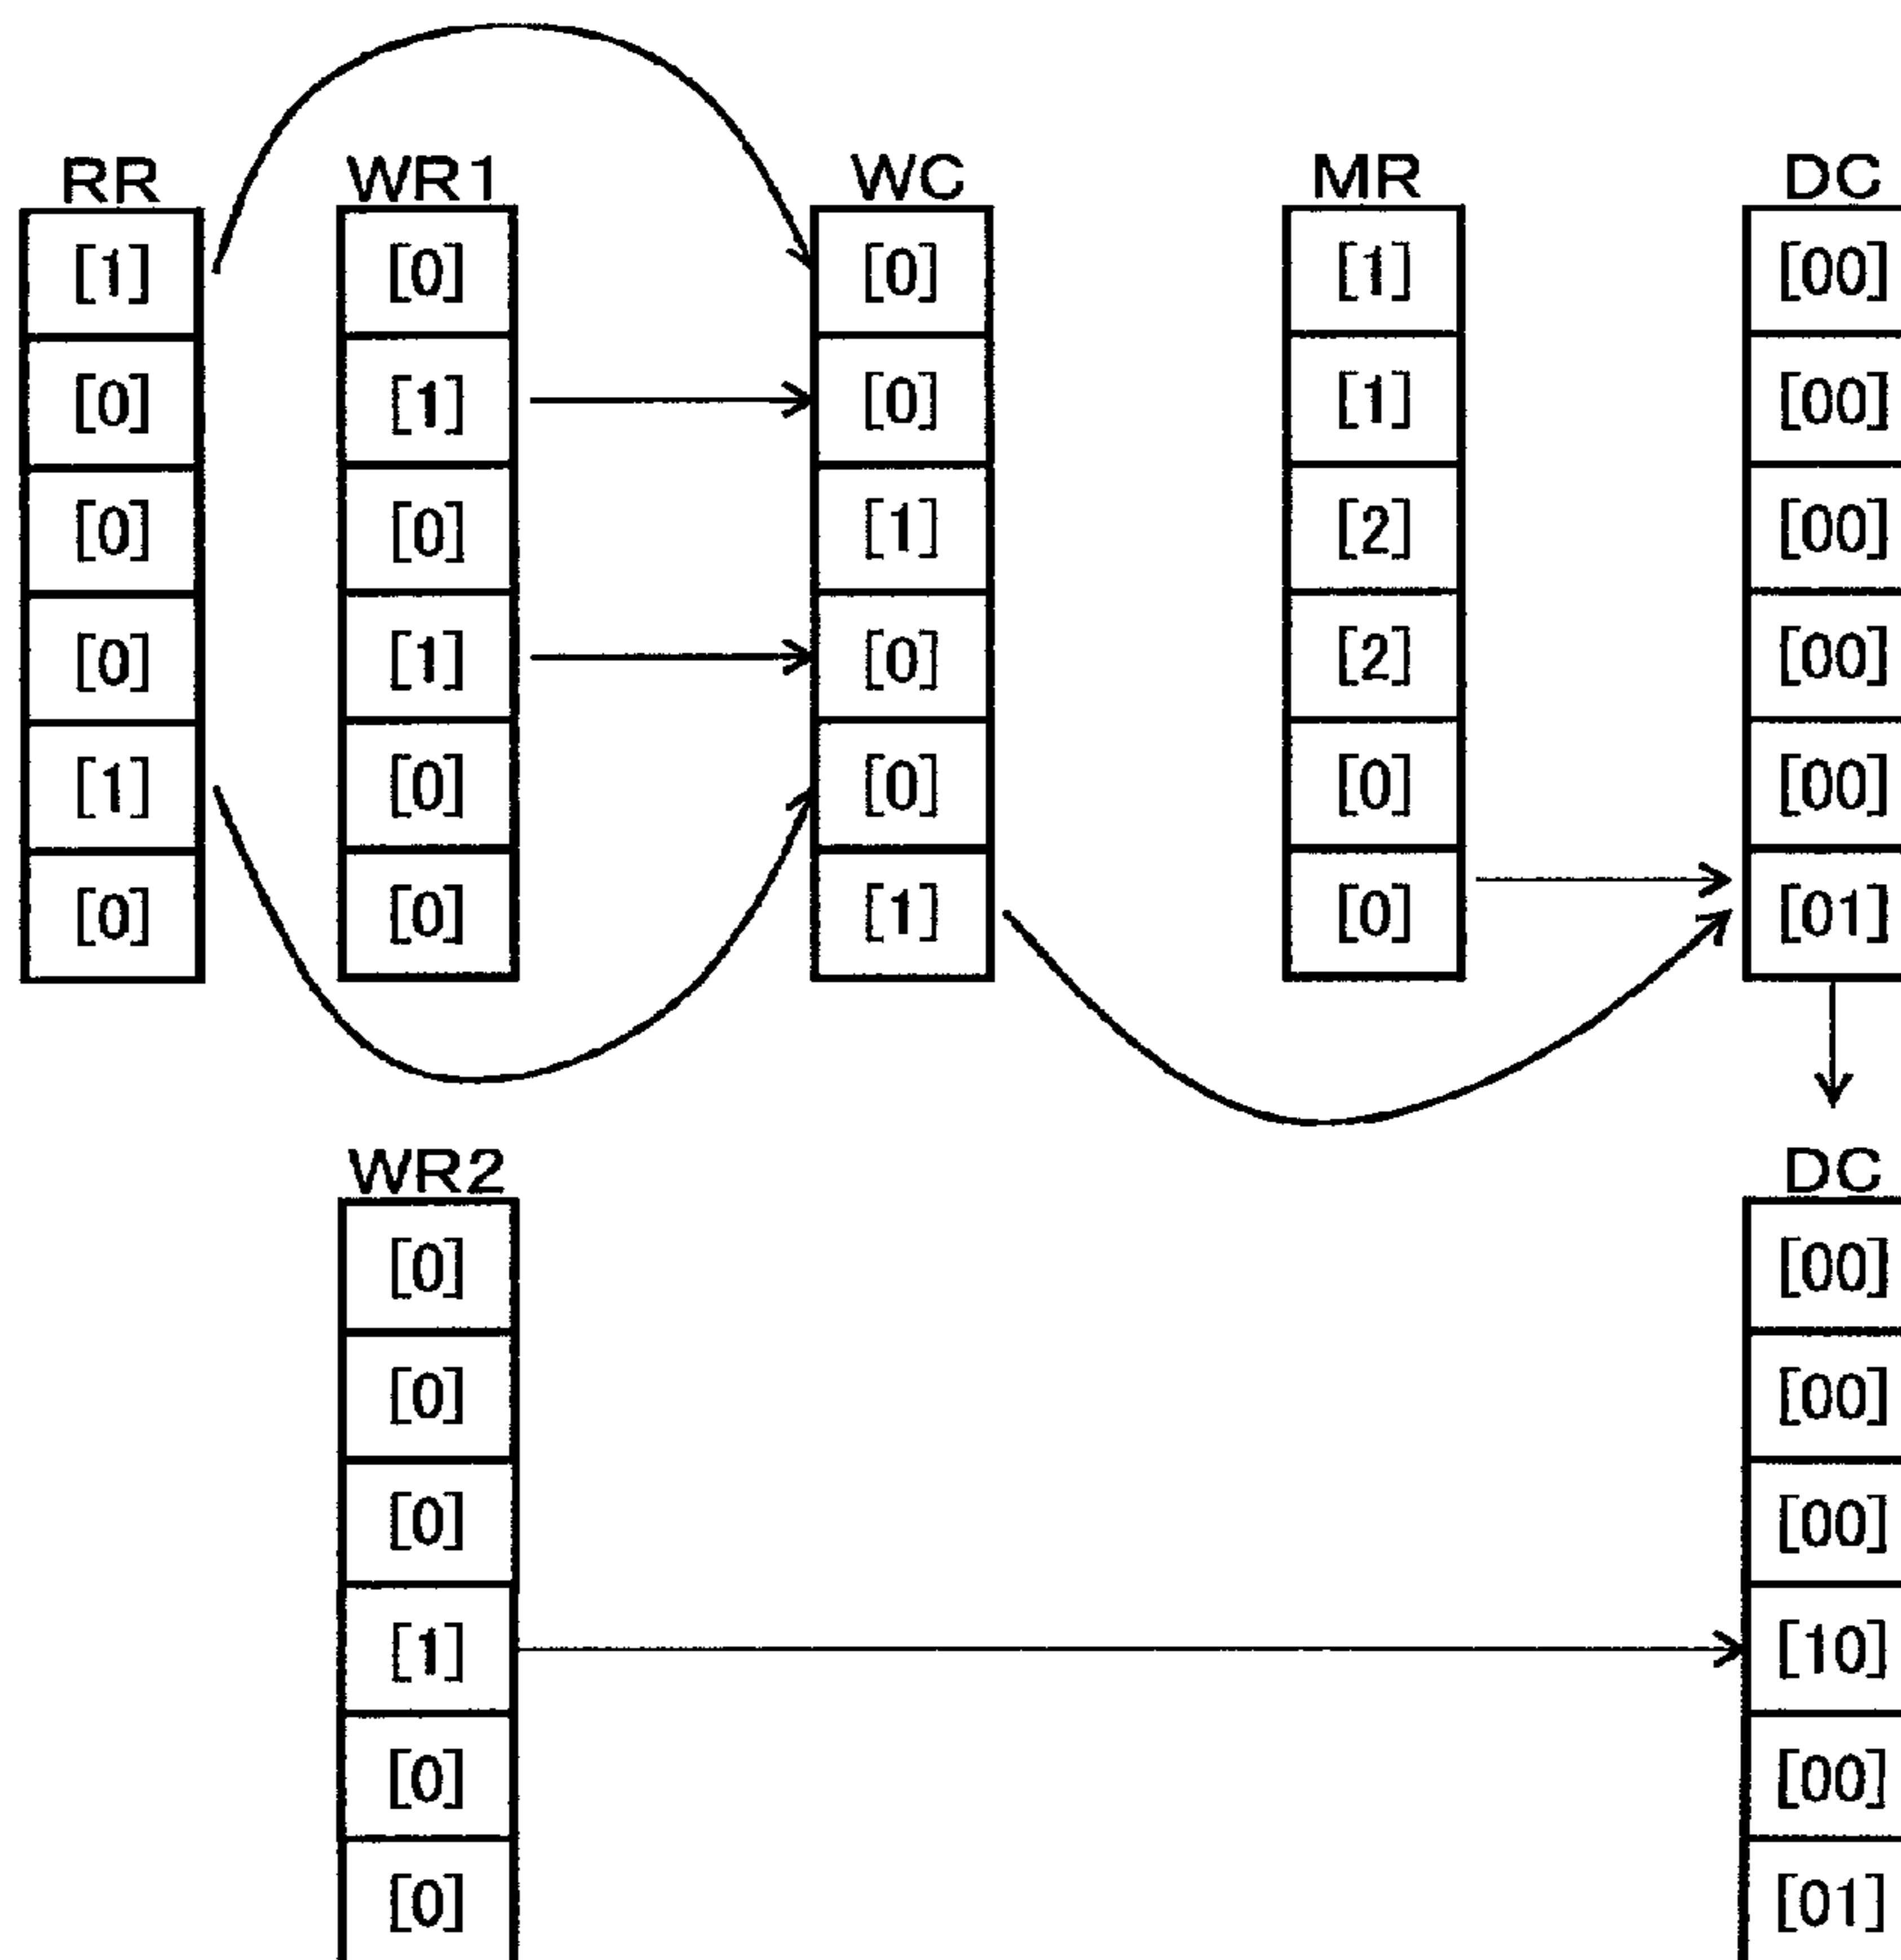 RR WR1 WC MR DC
[1] [0] [0] [1] [00]
[0] [1] [0] [1] [00]
[0] [0] [1] [2] [00]
[0] [1] [0] [2] [00]
[1] [0] [0] [0] [00]
[0] [0] [1] [0] [01]
WR2 DC
[0] [00]
[0] [00]
[0] [00]
[1] [10]
[0] [00]
[0] [01]